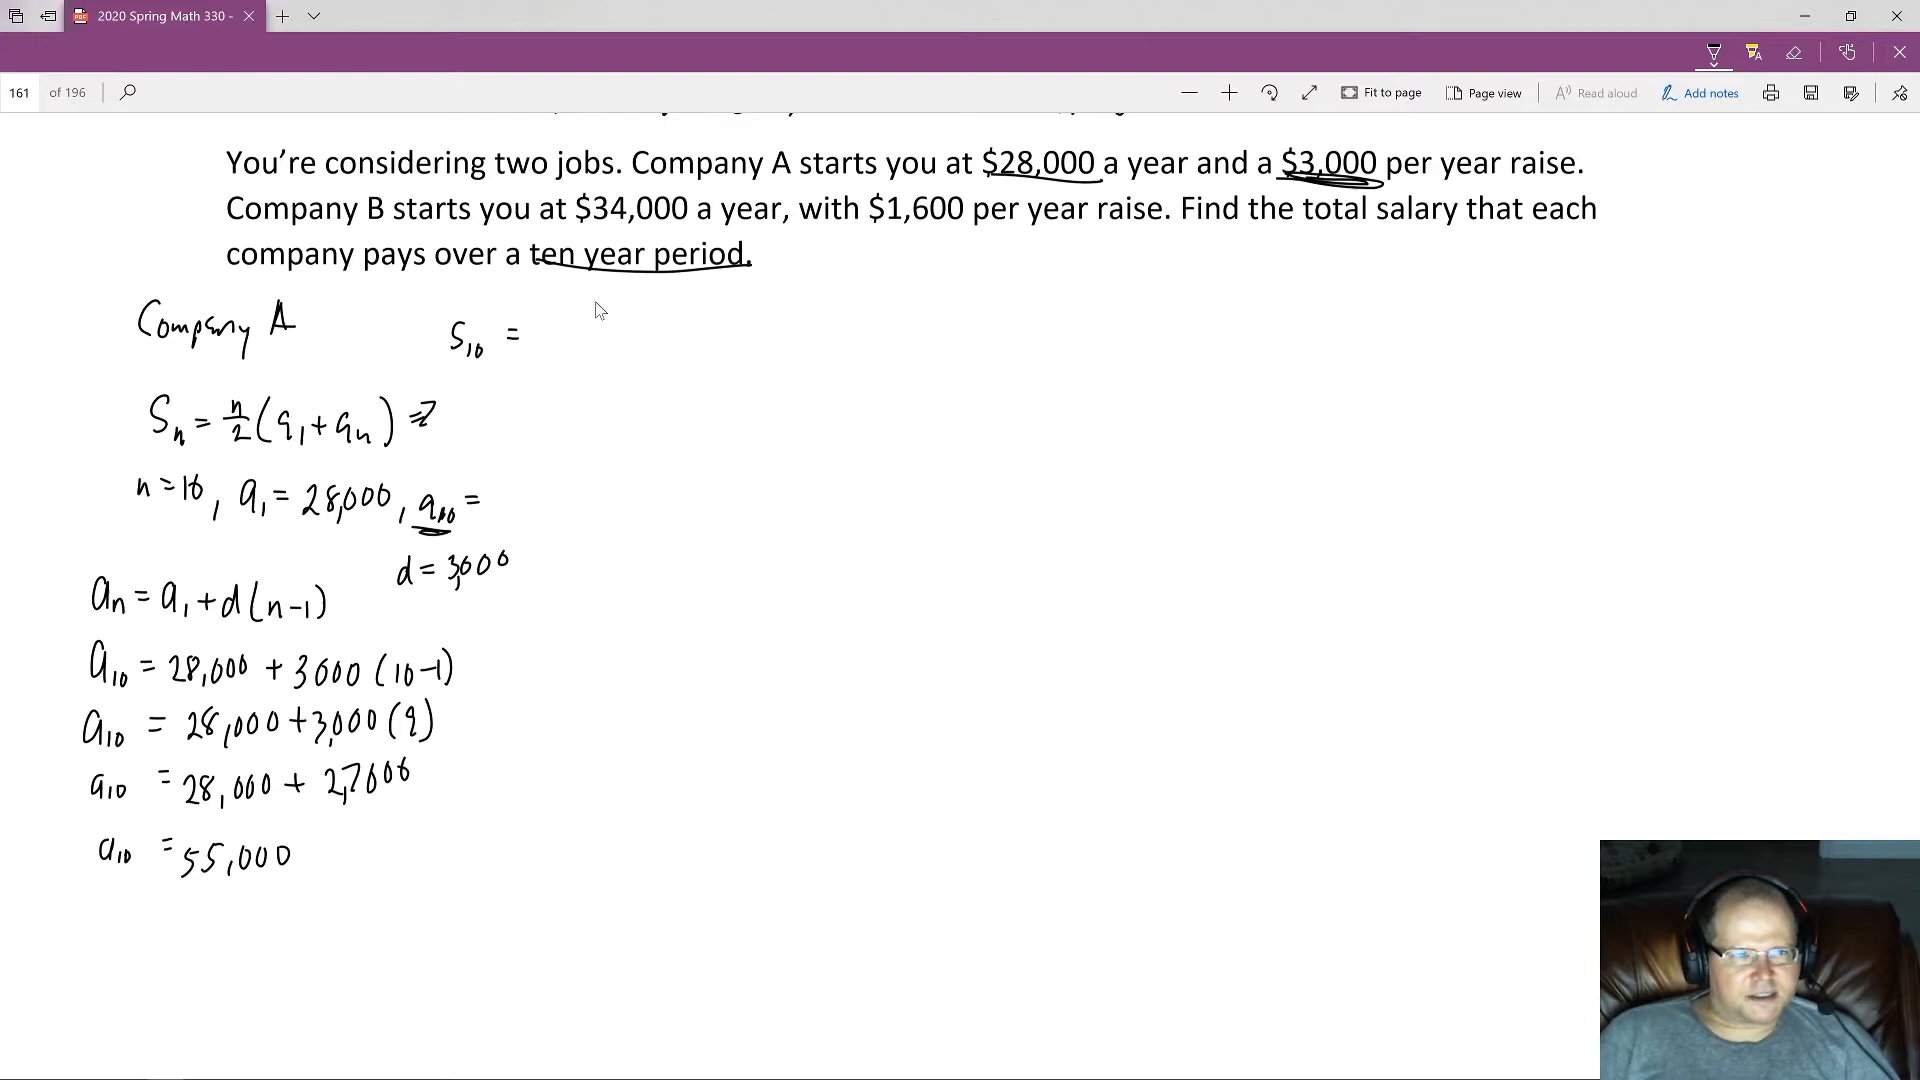 2020 Spring Math 330 -
161 of 196
Fit to page
Page view
Read aloud
Add notes
You’re considering two jobs. Company A starts you at $28,000 a year and a $3,000 per year raise.
Company B starts you at $34,000 a year, with $1,600 per year raise. Find the total salary that each
company pays over a ten year period.
Company A
S₁₀ =
Sₙ = n/2 (a₁ + aₙ) ⇒
n = 10, a₁ = 28,000, a₁₀ =
d = 3,000
aₙ = a₁ + d(n-1)
a₁₀ = 28,000 + 3000 (10-1)
a₁₀ = 28,000 + 3,000 (9)
a₁₀ = 28,000 + 2,7000
a₁₀ = 55,000